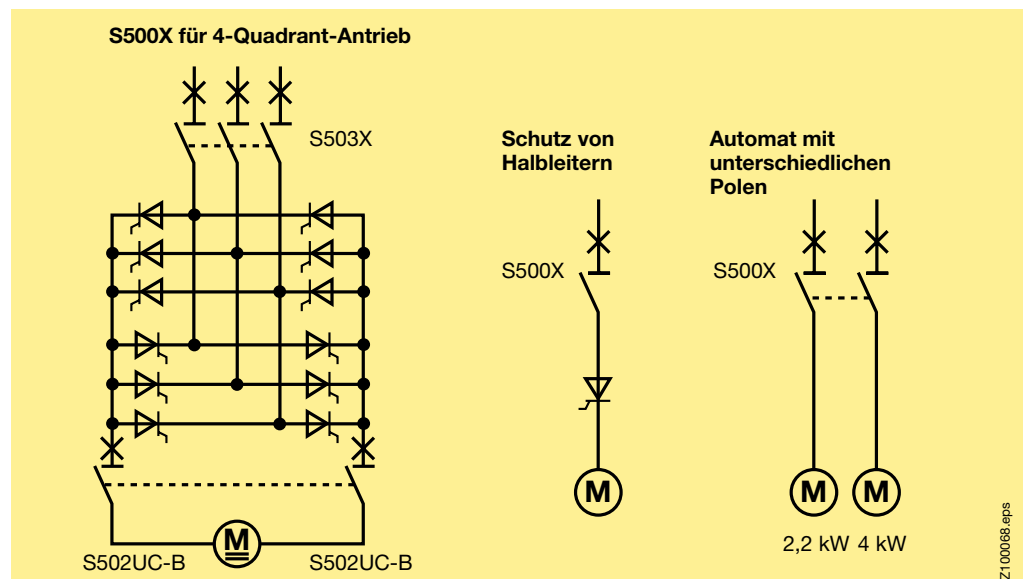 S500X für 4-Quadrant-Antrieb
S503X
S502UC-B
M
S502UC-B
Schutz von
Halbleitern
S500X
M
Automat mit
unterschiedlichen
Polen
S500X
M M
2,2 kW 4 kW
Z100068.eps